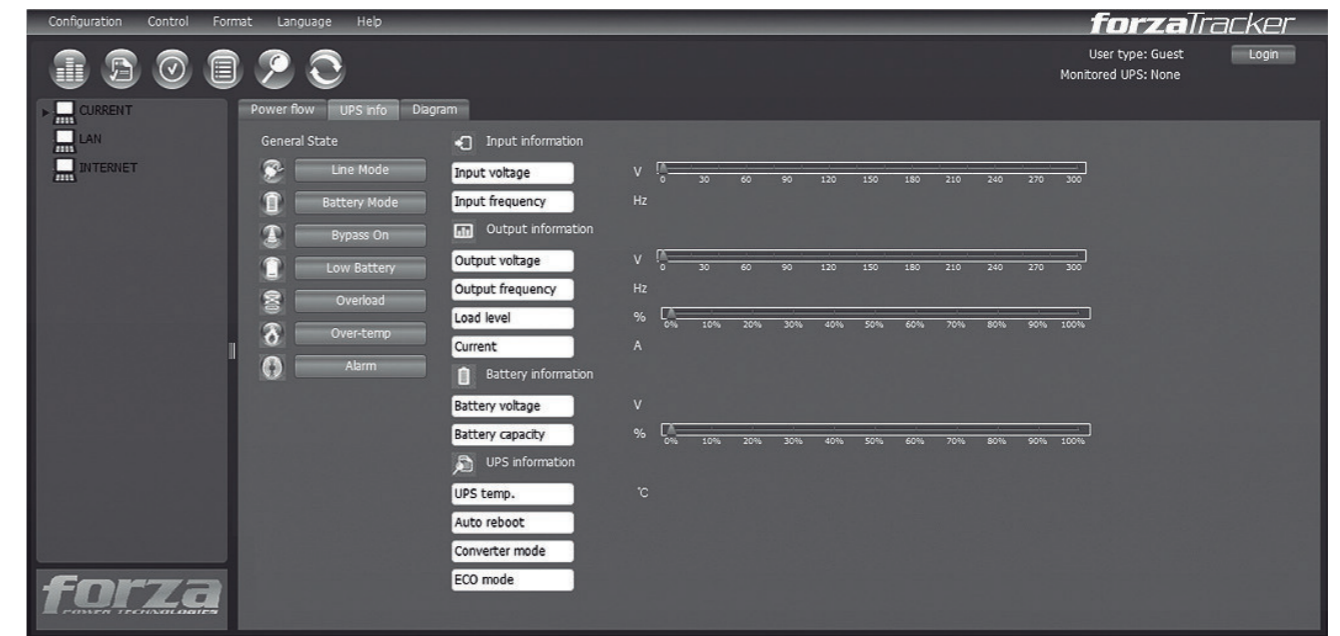 Configuration Control Format Language Help
forzaTracker
User type: Guest
Login
Monitored UPS: None
CURRENT
LAN
INTERNET
Power flow UPS info Diagram
General State
Line Mode
Battery Mode
Bypass On
Low Battery
Overload
Over-temp
Alarm
Input information
Input voltage V
0 30 60 90 120 150 180 210 240 270 300
Input frequency Hz
Output information
Output voltage V
0 30 60 90 120 150 180 210 240 270 300
Output frequency Hz
Load level %
0% 10% 20% 30% 40% 50% 60% 70% 80% 90% 100%
Current A
Battery information
Battery voltage V
Battery capacity %
0% 10% 20% 30% 40% 50% 60% 70% 80% 90% 100%
UPS information
UPS temp. °C
Auto reboot
Converter mode
ECO mode
forza
POWER TECHNOLOGIES